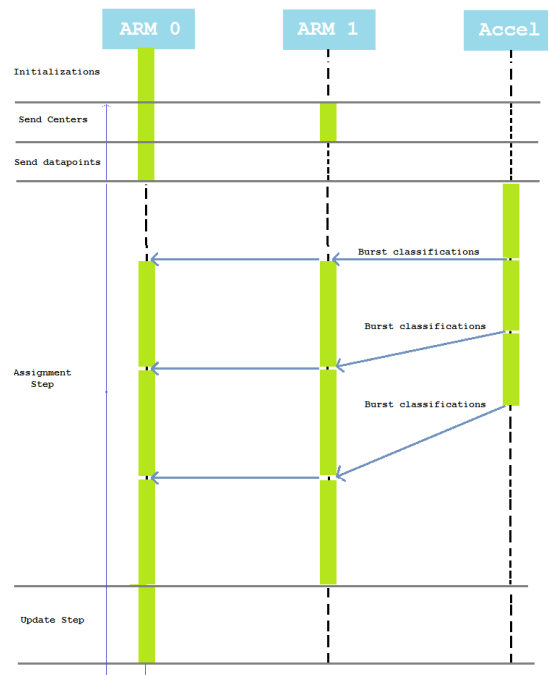 ARM 0
ARM 1
Accel
Initializations
Send Centers
Send datapoints
Burst classifications
Burst classifications
Assignment
Step
Burst classifications
Update Step